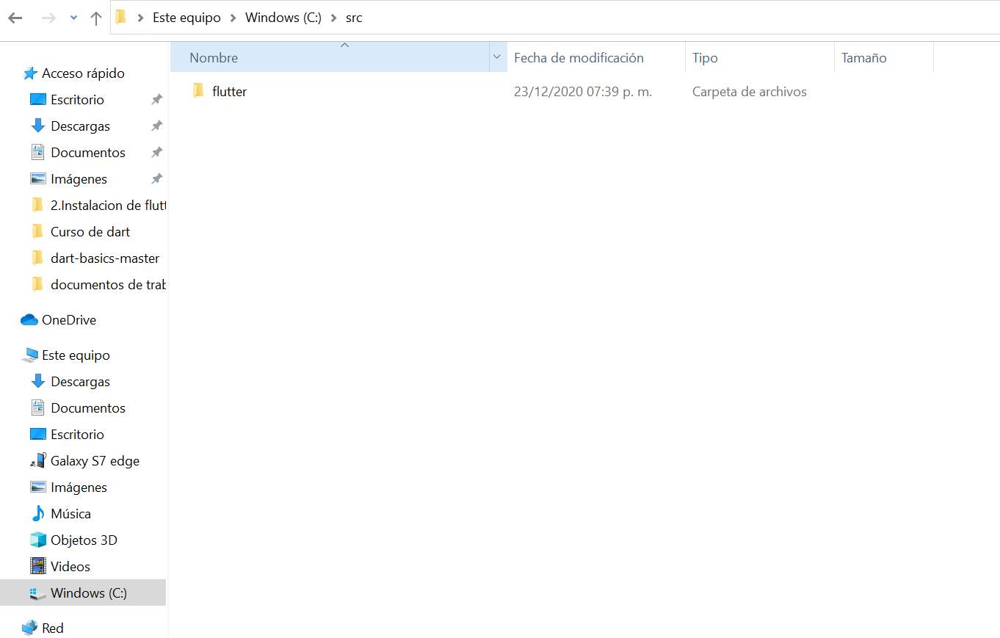 Este equipo > Windows (C:) > src
Nombre Fecha de modificación Tipo Tamaño
flutter 23/12/2020 07:39 p. m. Carpeta de archivos
Acceso rápido
Escritorio
Descargas
Documentos
Imágenes
2.Instalacion de flutt
Curso de dart
dart-basics-master
documentos de trab
OneDrive
Este equipo
Descargas
Documentos
Escritorio
Galaxy S7 edge
Imágenes
Música
Objetos 3D
Videos
Windows (C:)
Red